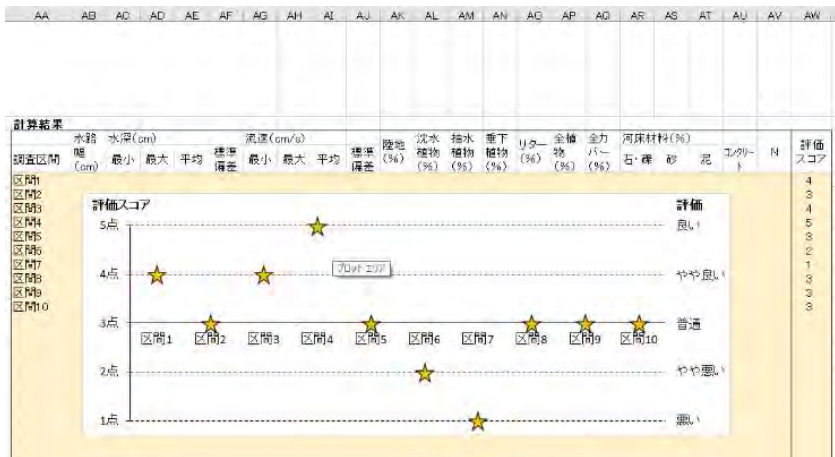 AA AB AC AD AE AF AG AH AI AJ AK AL AM AN AO AP AQ AR AS AT AU AV AW
計算結果
調査区間 水路幅(cm) 水深(cm) 最小 最大 平均 標準偏差 流速(cm/s) 最小 最大 平均 標準偏差 陸地(%) 沈水植物(%) 抽水植物(%) 垂下植物(%) リター(%) 全植物(%) 全カバー(%) 河床材料(%) 石・礫 砂 泥 コンクリート N 評価スコア
区間1 4
区間2 3
区間3 4
区間4 5
区間5 3
区間6 2
区間7 1
区間8 3
区間9 3
区間10 3
評価スコア 評価
5点 良い
4点 やや良い
プロット エリア
3点 普通
区間1 区間2 区間3 区間4 区間5 区間6 区間7 区間8 区間9 区間10
2点 やや悪い
1点 悪い